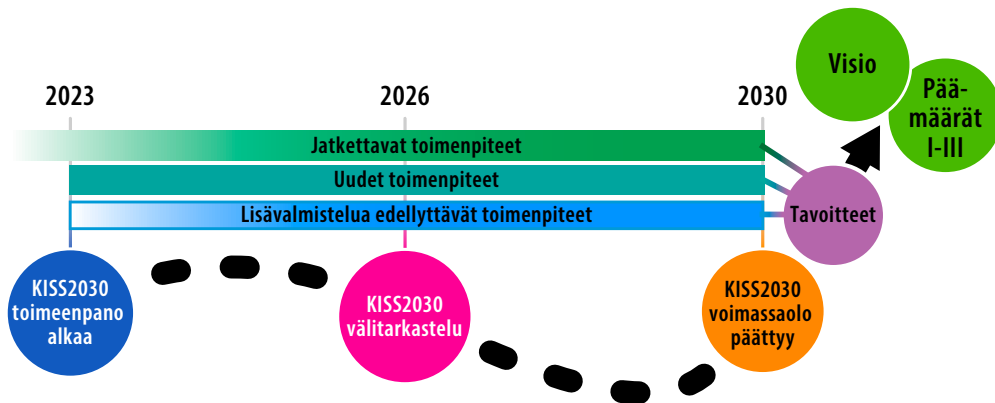 2023
2026
2030
Visio
Pää-
määrät
I-III
Jatkettavat toimenpiteet
Uudet toimenpiteet
Lisävalmistelua edellyttävät toimenpiteet
Tavoitteet
KISS2030
toimeenpano
alkaa
KISS2030
välitarkastelu
KISS2030
voimassaolo
päättyy